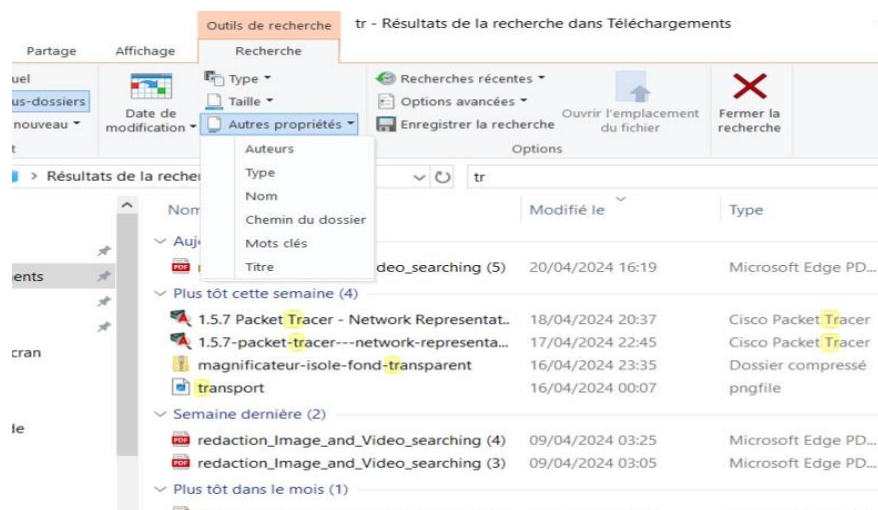 Outils de recherche
tr - Résultats de la recherche dans Téléchargements
Partage
Affichage
Recherche
uel
us-dossiers
nouveau
Date de
modification
Type
Taille
Autres propriétés
Recherches récentes
Options avancées
Enregistrer la recherche
Ouvrir l'emplacement
du fichier
Fermer la
recherche
Options
Auteurs
Type
Nom
Chemin du dossier
Mots clés
Titre
> Résultats de la recher
tr
Nom
Modifié le
Type
Auj
deo_searching (5) 20/04/2024 16:19 Microsoft Edge PD...
ments
Plus tôt cette semaine (4)
1.5.7 Packet Tracer - Network Representat.. 18/04/2024 20:37 Cisco Packet Tracer
1.5.7-packet-tracer---network-representa... 17/04/2024 22:45 Cisco Packet Tracer
cran
magnificateur-isole-fond-transparent 16/04/2024 23:35 Dossier compressé
transport 16/04/2024 00:07 pngfile
Semaine dernière (2)
de
redaction_Image_and_Video_searching (4) 09/04/2024 03:25 Microsoft Edge PD...
redaction_Image_and_Video_searching (3) 09/04/2024 03:05 Microsoft Edge PD...
Plus tôt dans le mois (1)